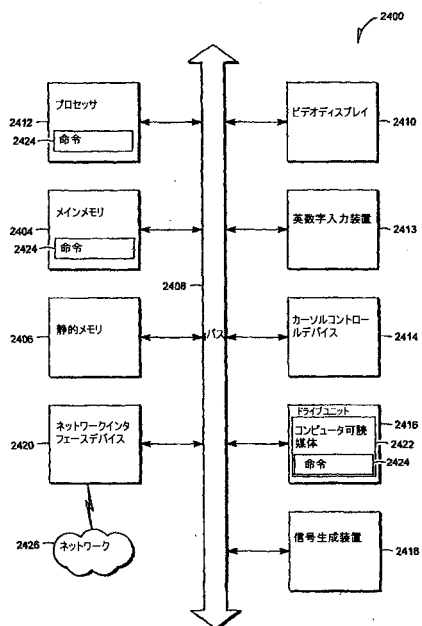 2400
プロセッサ
2412
2424
命令
ビデオディスプレイ
2410
メインメモリ
2404
2424
命令
英数字入力装置
2413
2408
静的メモリ
2406
バス
カーソルコントロー
ルデバイス
2414
ネットワークインタ
フェースデバイス
2420
ドライブユニット
2416
コンピュータ可読
媒体
2422
命令
2424
2426
ネットワーク
信号生成装置
2418